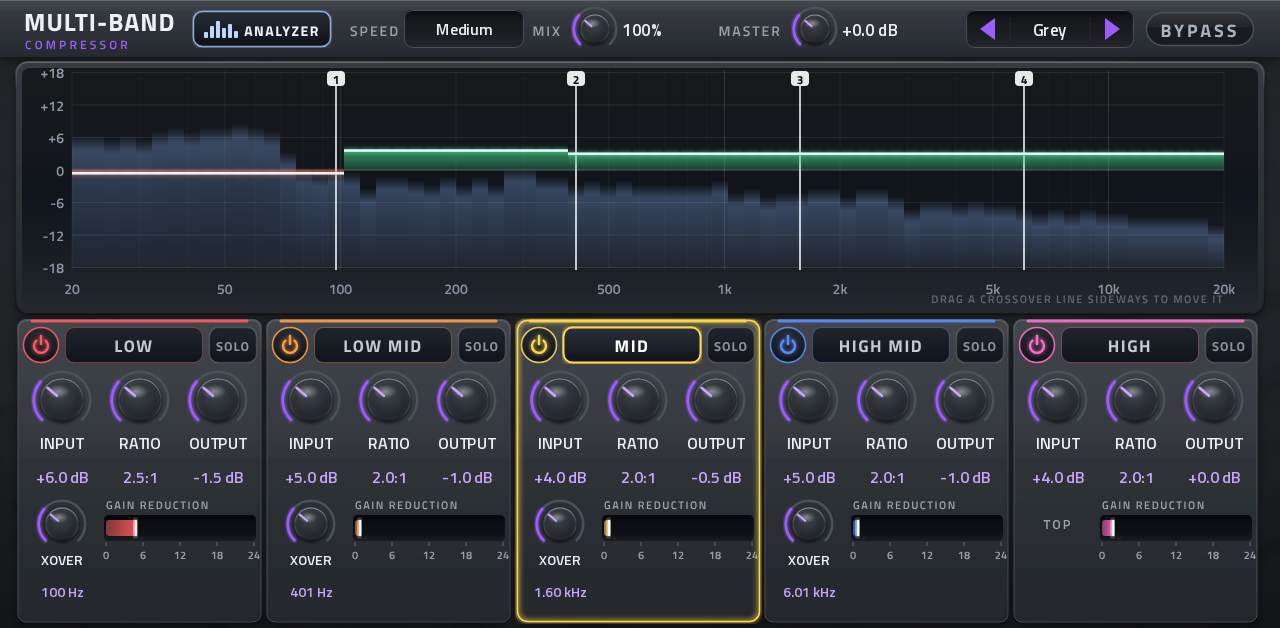 MULTI-BAND
COMPRESSOR
ANALYZER
SPEED
Medium
MIX
100%
MASTER
+0.0 dB
Grey
BYPASS
+18
+12
+6
0
-6
-12
-18
1
2
3
4
20
50
100
200
500
1k
2k
5k
10k
20k
DRAG A CROSSOVER LINE SIDEWAYS TO MOVE IT
LOW
SOLO
INPUT
RATIO
OUTPUT
+6.0 dB
2.5:1
-1.5 dB
GAIN REDUCTION
0
6
12
18
24
XOVER
100 Hz
LOW MID
SOLO
INPUT
RATIO
OUTPUT
+5.0 dB
2.0:1
-1.0 dB
GAIN REDUCTION
0
6
12
18
24
XOVER
401 Hz
MID
SOLO
INPUT
RATIO
OUTPUT
+4.0 dB
2.0:1
-0.5 dB
GAIN REDUCTION
0
6
12
18
24
XOVER
1.60 kHz
HIGH MID
SOLO
INPUT
RATIO
OUTPUT
+5.0 dB
2.0:1
-1.0 dB
GAIN REDUCTION
0
6
12
18
24
XOVER
6.01 kHz
HIGH
SOLO
INPUT
RATIO
OUTPUT
+4.0 dB
2.0:1
+0.0 dB
GAIN REDUCTION
TOP
0
6
12
18
24